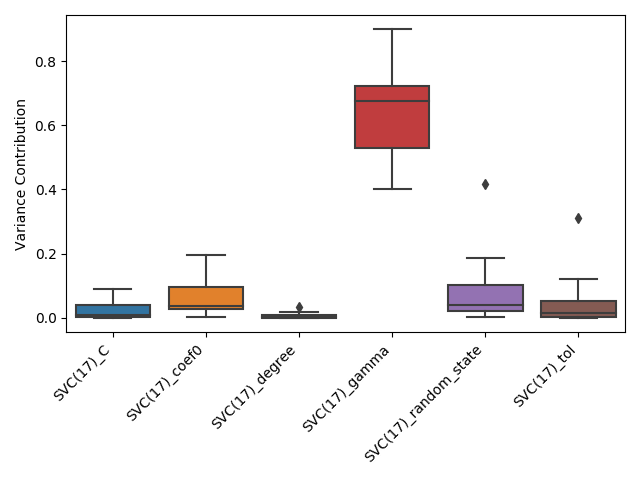 Variance Contribution
0.8
0.6
0.4
0.2
0.0
SVC(17)_C
SVC(17)_coef0
SVC(17)_degree
SVC(17)_gamma
SVC(17)_random_state
SVC(17)_tol